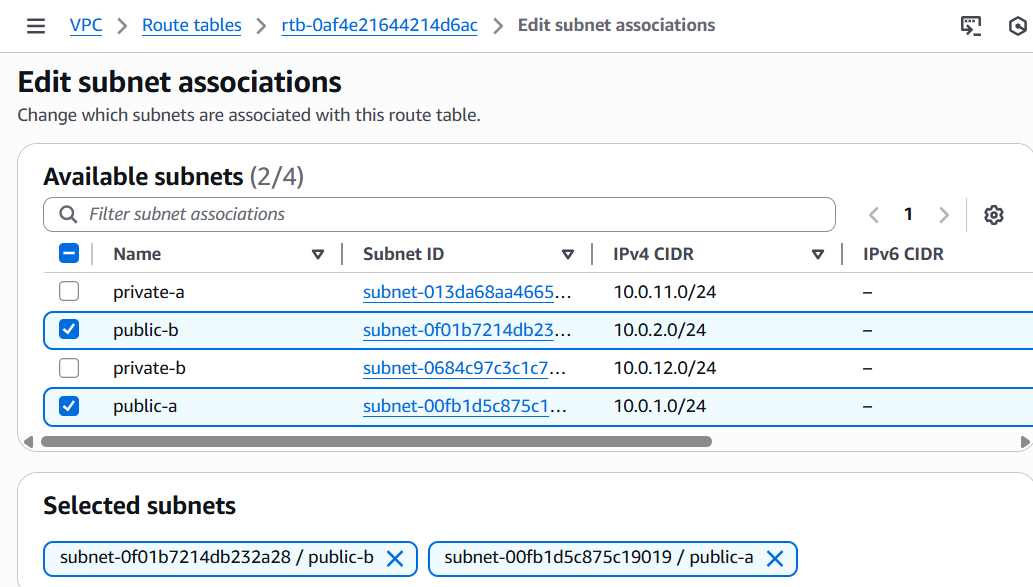 VPC > Route tables > rtb-0af4e21644214d6ac > Edit subnet associations
Edit subnet associations
Change which subnets are associated with this route table.
Available subnets (2/4)
Filter subnet associations
1
Name Subnet ID IPv4 CIDR IPv6 CIDR
private-a subnet-013da68aa4665... 10.0.11.0/24 –
public-b subnet-0f01b7214db23... 10.0.2.0/24 –
private-b subnet-0684c97c3c1c7... 10.0.12.0/24 –
public-a subnet-00fb1d5c875c1... 10.0.1.0/24 –
Selected subnets
subnet-0f01b7214db232a28 / public-b subnet-00fb1d5c875c19019 / public-a